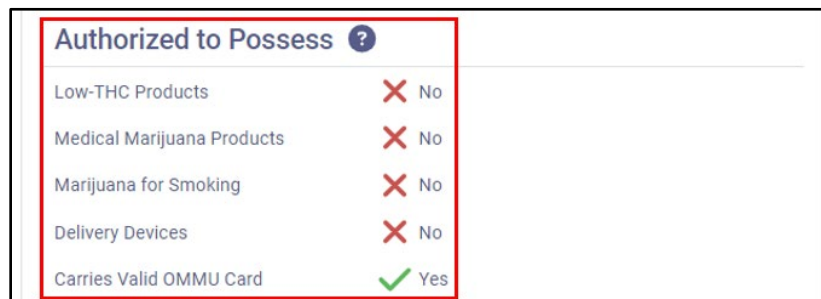 Authorized to Possess ?
Low-THC Products No
Medical Marijuana Products No
Marijuana for Smoking No
Delivery Devices No
Carries Valid OMMU Card Yes